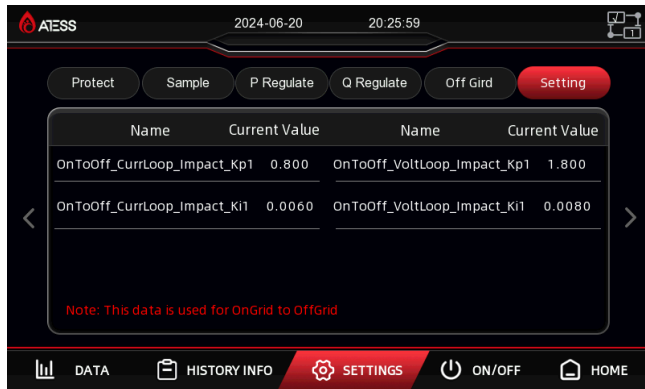 ATESS 2024-06-20 20:25:59
1
Protect Sample P Regulate Q Regulate Off Gird Setting
Name Current Value Name Current Value
OnToOff_CurrLoop_Impact_Kp1 0.800 OnToOff_VoltLoop_Impact_Kp1 1.800
OnToOff_CurrLoop_Impact_Ki1 0.0060 OnToOff_VoltLoop_Impact_Ki1 0.0080
Note: This data is used for OnGrid to OffGrid
DATA HISTORY INFO SETTINGS ON/OFF HOME